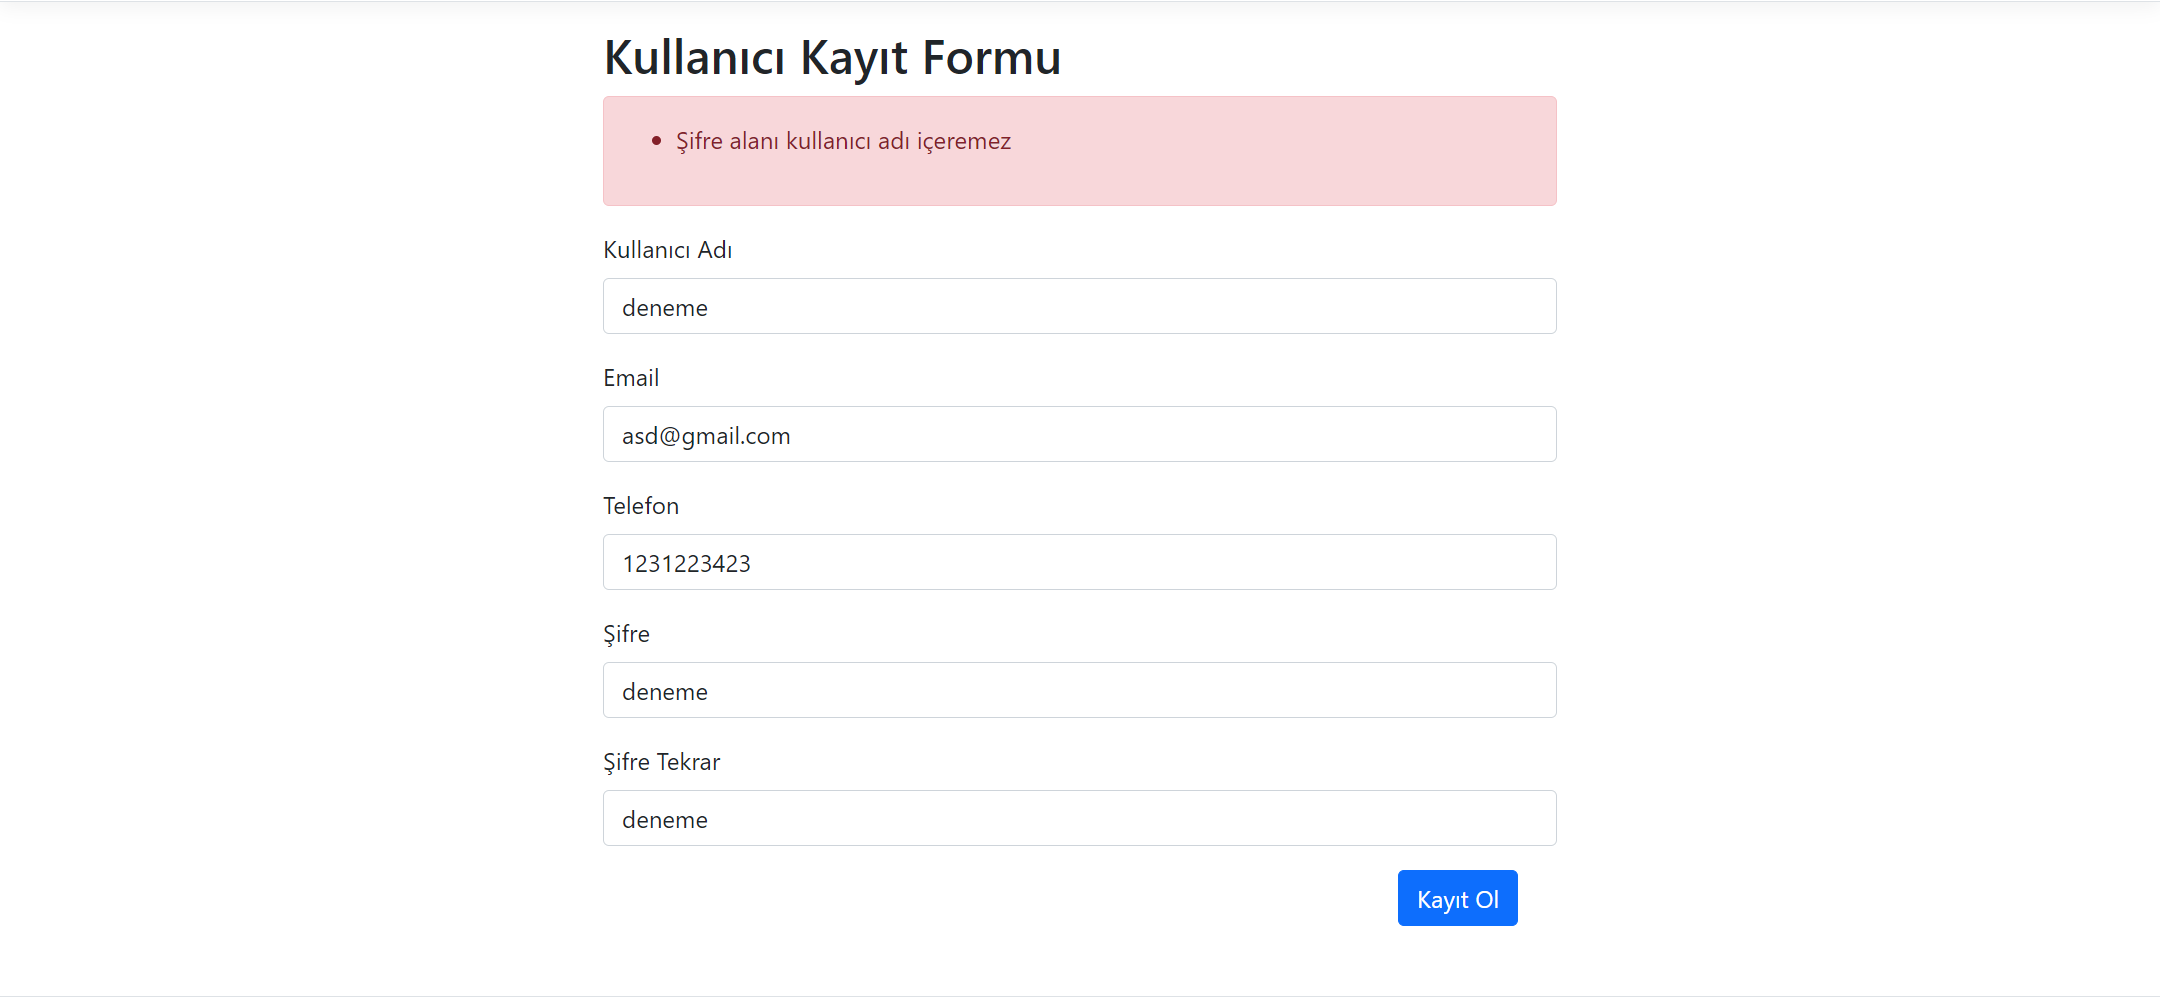 Kullanıcı Kayıt Formu
Şifre alanı kullanıcı adı içeremez
Kullanıcı Adı
deneme
Email
asd@gmail.com
Telefon
1231223423
Şifre
deneme
Şifre Tekrar
deneme
Kayıt Ol